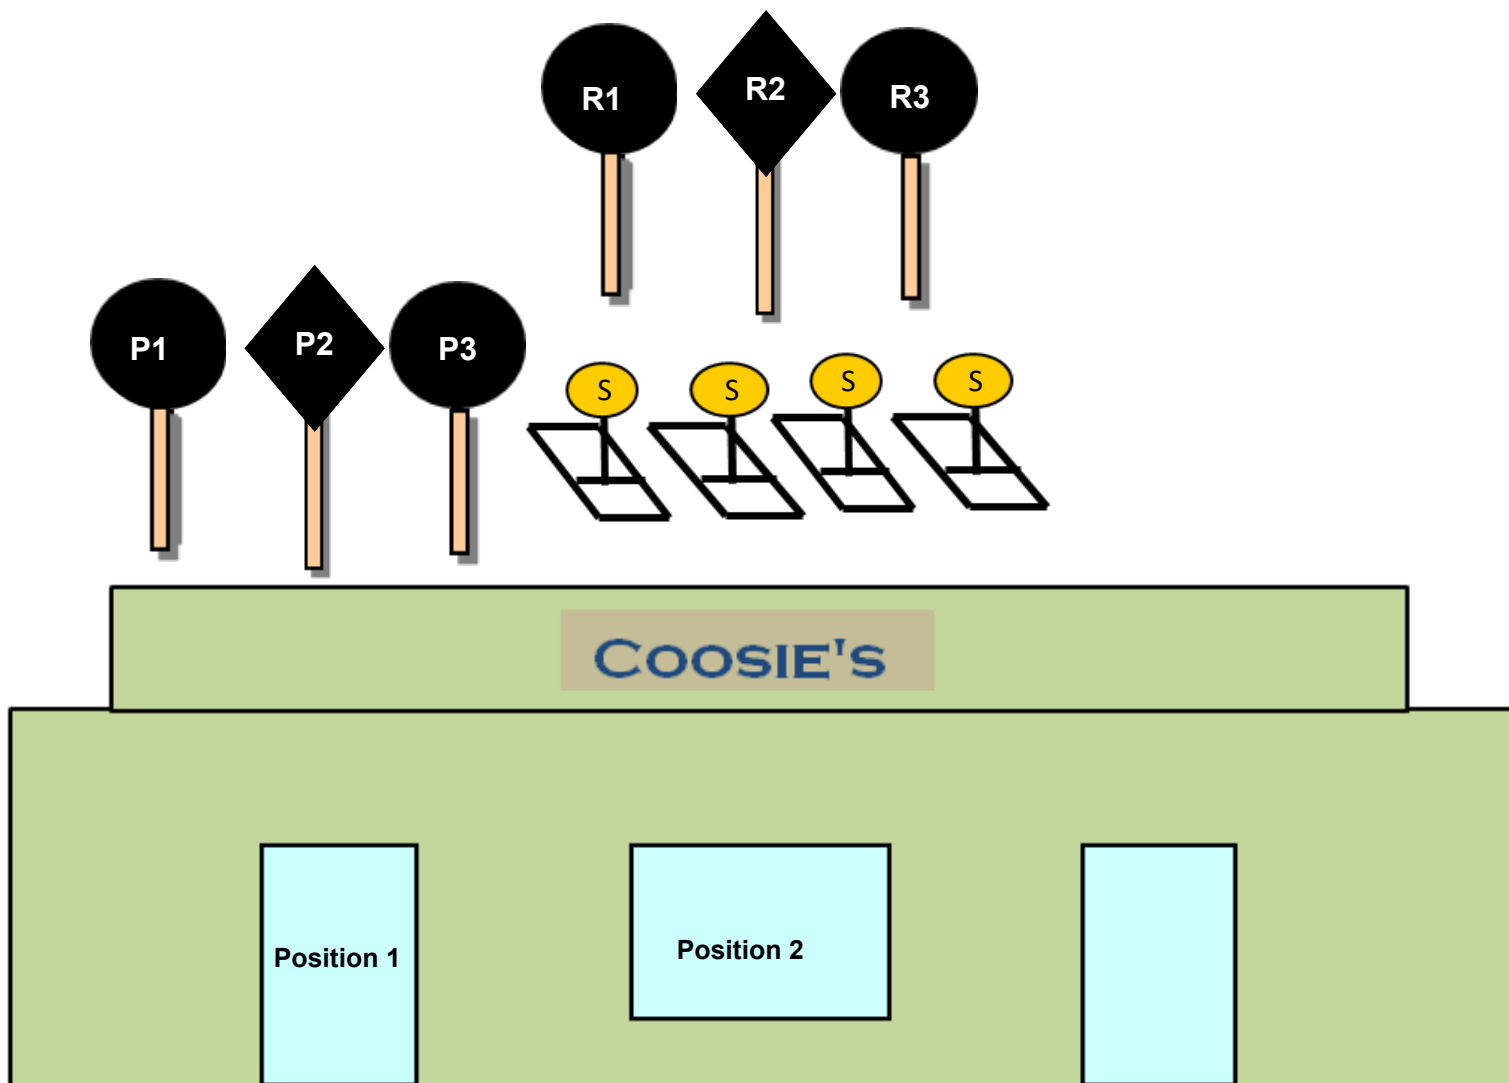 R1
R2
R3
P1
P2
P3
S
S
S
S
Coosie's
Position 1
Position 2